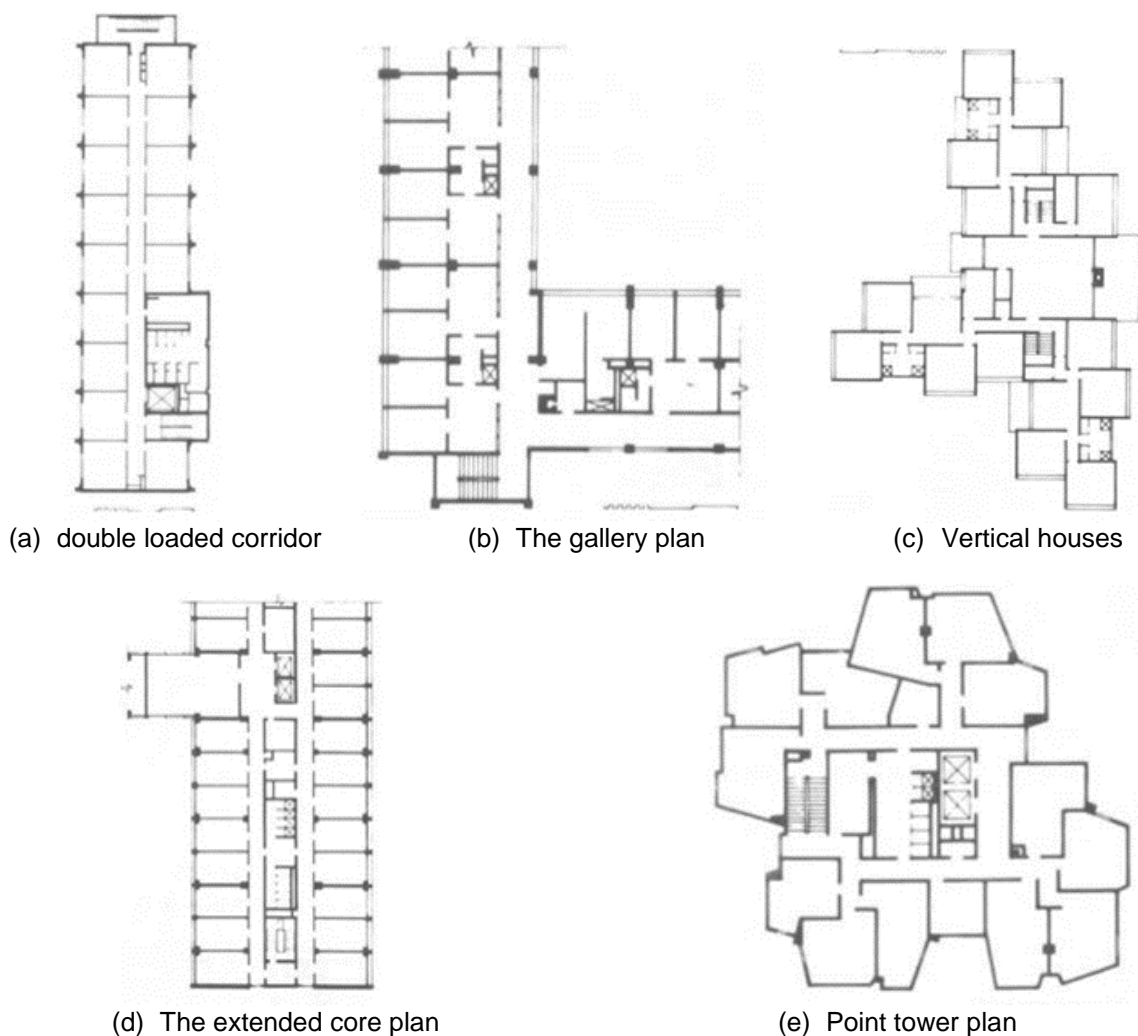 (a) double loaded corridor
(b) The gallery plan
(c) Vertical houses
(d) The extended core plan
(e) Point tower plan